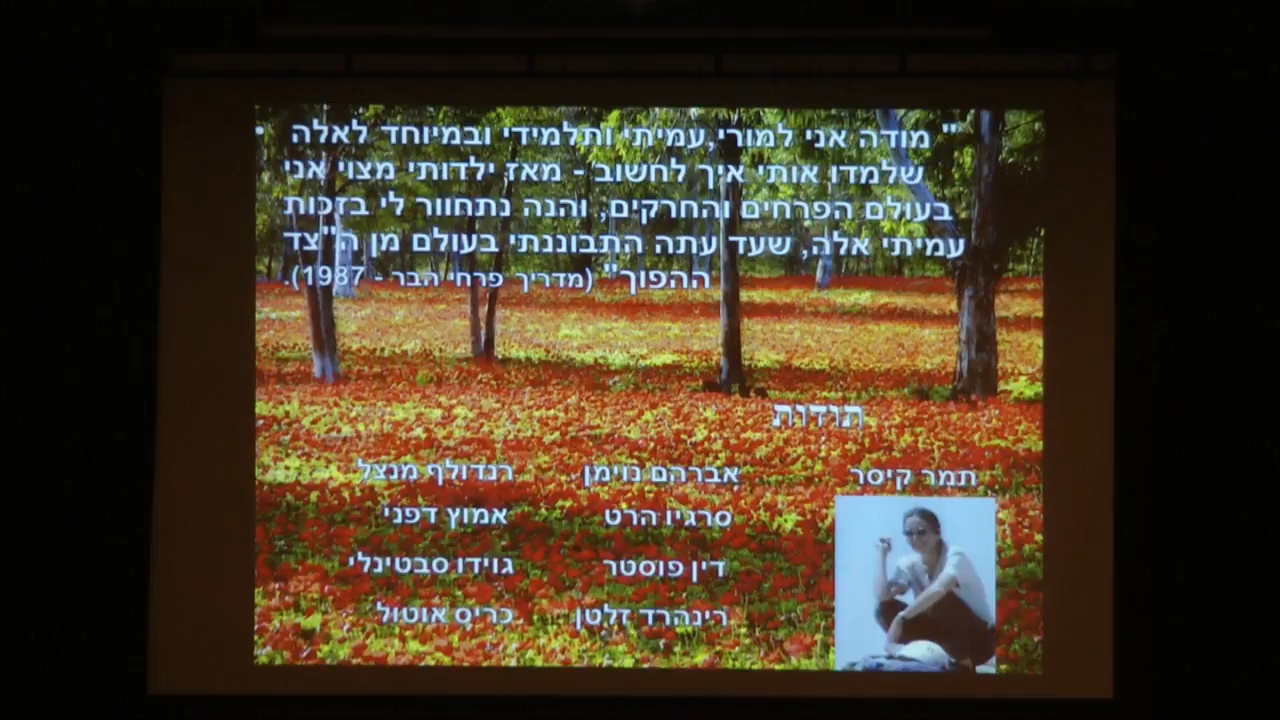 " מודה אני למורי,עמיתי ותלמידי ובמיוחד לאלה
שלמדו אותי איך לחשוב - מאז ילדותי מצוי אני
בעולם הפרחים והחרקים, והנה נתחוור לי בזכות
עמיתי אלה, שעד עתה התבוננתי בעולם מן ה"צד
ההפוך" (מדריך פרחי הבר - 1987).
תודות
תמר קיסר אברהם נוימן רנדולף מנצל
סרגיו הרט אמוץ דפני
דין פוסטר גוידו סבטינלי
רינהרד זלטן כריס אוטול